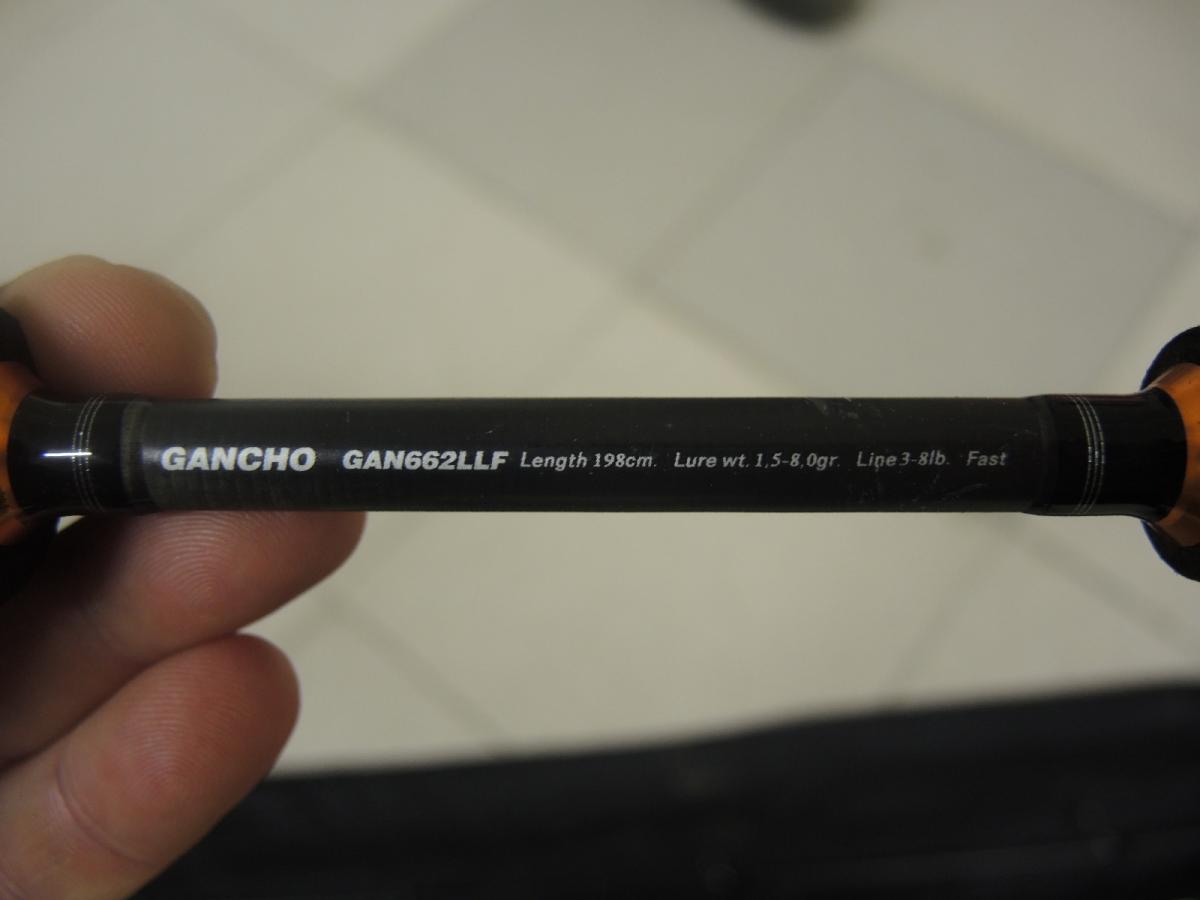 GANCHO GAN662LLF Length 198cm. Lure wt. 1,5-8,0gr. Line 3-8lb. Fast